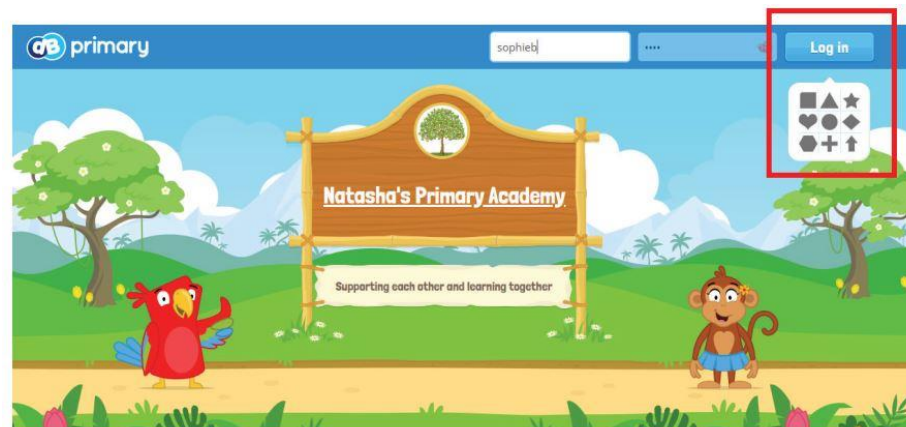 dB primary
sophieb
••••
Log in
Natasha's Primary Academy
Supporting each other and learning together